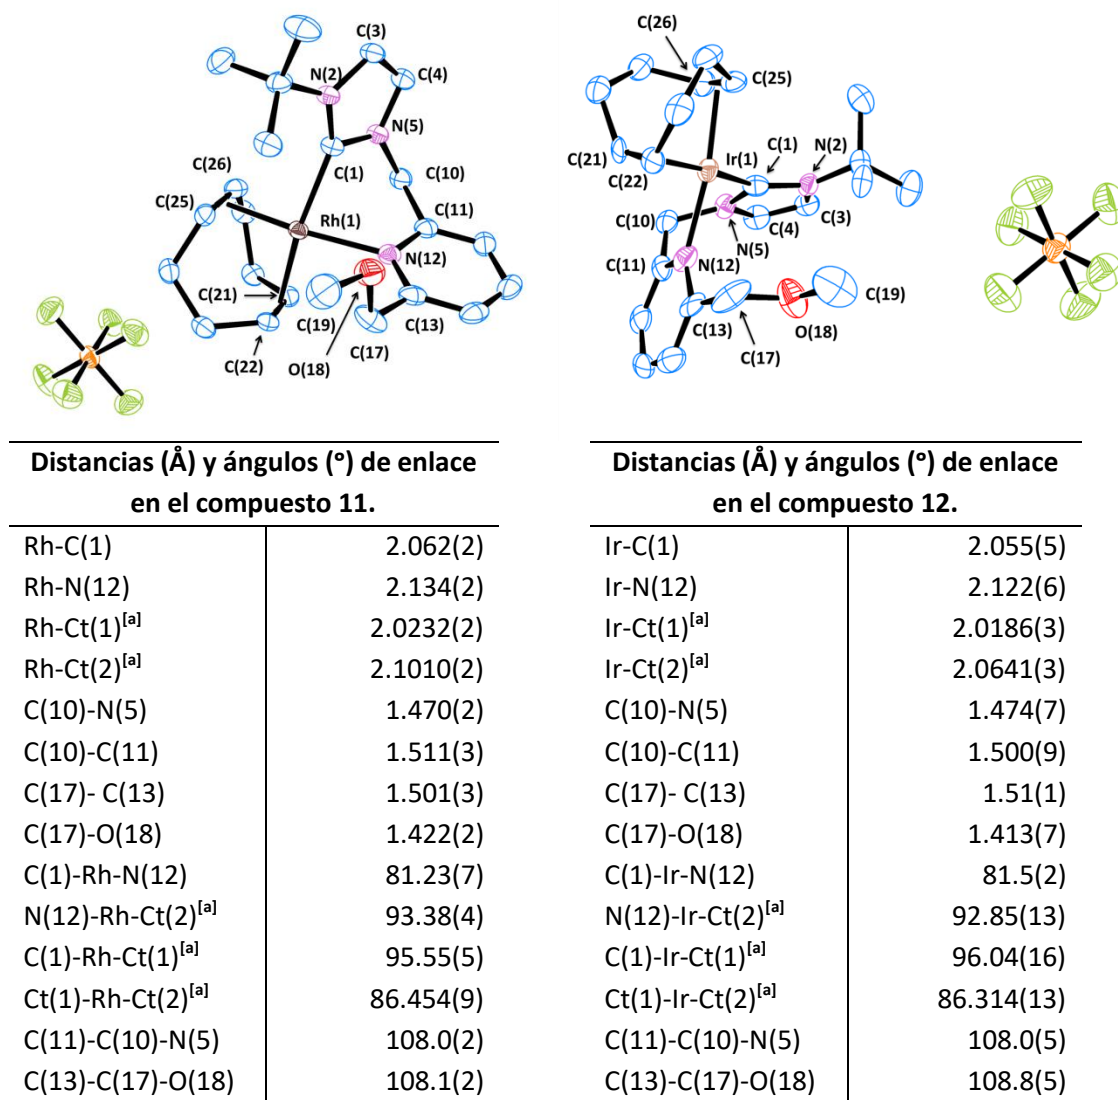 C(3)
N(2)
C(4)
N(5)
C(26)
C(1)
C(10)
C(25)
C(11)
Rh(1)
N(12)
C(21)
C(19)
C(13)
C(22)
O(18)
C(17)
C(26)
C(25)
C(1)
N(2)
C(21)
Ir(1)
C(22)
C(10)
C(3)
C(4)
N(5)
C(11)
N(12)
C(19)
C(13)
O(18)
C(17)
Distancias (Å) y ángulos (º) de enlace
en el compuesto 11.
Rh-C(1) 2.062(2)
Rh-N(12) 2.134(2)
Rh-Ct(1)[a] 2.0232(2)
Rh-Ct(2)[a] 2.1010(2)
C(10)-N(5) 1.470(2)
C(10)-C(11) 1.511(3)
C(17)- C(13) 1.501(3)
C(17)-O(18) 1.422(2)
C(1)-Rh-N(12) 81.23(7)
N(12)-Rh-Ct(2)[a] 93.38(4)
C(1)-Rh-Ct(1)[a] 95.55(5)
Ct(1)-Rh-Ct(2)[a] 86.454(9)
C(11)-C(10)-N(5) 108.0(2)
C(13)-C(17)-O(18) 108.1(2)
Distancias (Å) y ángulos (º) de enlace
en el compuesto 12.
Ir-C(1) 2.055(5)
Ir-N(12) 2.122(6)
Ir-Ct(1)[a] 2.0186(3)
Ir-Ct(2)[a] 2.0641(3)
C(10)-N(5) 1.474(7)
C(10)-C(11) 1.500(9)
C(17)- C(13) 1.51(1)
C(17)-O(18) 1.413(7)
C(1)-Ir-N(12) 81.5(2)
N(12)-Ir-Ct(2)[a] 92.85(13)
C(1)-Ir-Ct(1)[a] 96.04(16)
Ct(1)-Ir-Ct(2)[a] 86.314(13)
C(11)-C(10)-N(5) 108.0(5)
C(13)-C(17)-O(18) 108.8(5)